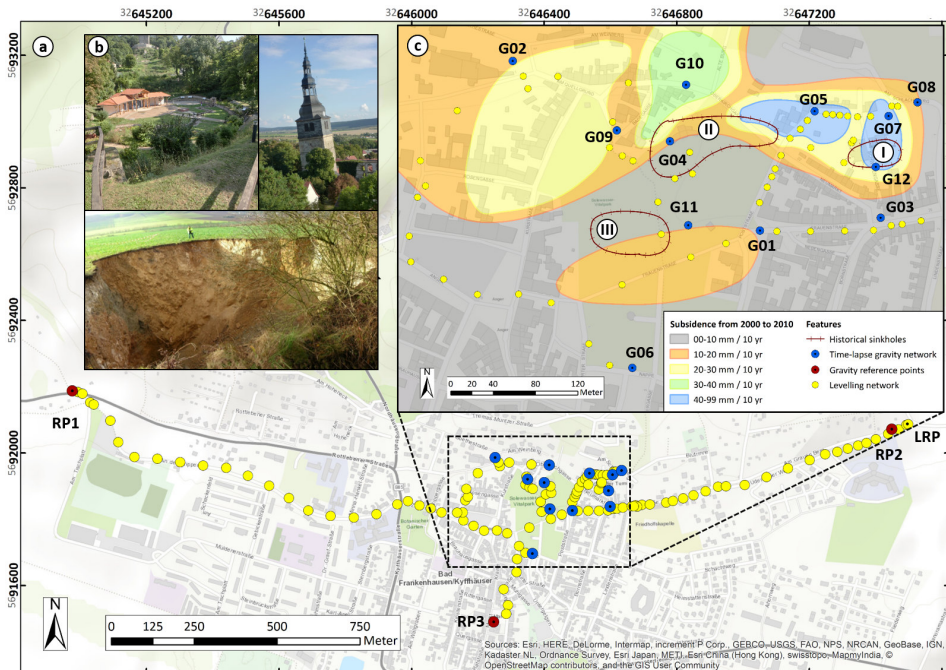 32645200
32645600
32646000
32646400
32646800
32647200
5693200
5692800
5692400
5692000
5691600
a
b
c
G02
G10
G08
G05
G09
G07
II
I
G04
G12
G11
G03
III
G01
G06
Subsidence from 2000 to 2010
00-10 mm / 10 yr
10-20 mm / 10 yr
20-30 mm / 10 yr
30-40 mm / 10 yr
40-99 mm / 10 yr
Features
Historical sinkholes
Time-lapse gravity network
Gravity reference points
Levelling network
N
0 20 40 80 120
Meter
RP1
LRP
RP2
RP3
Botanischer
Garten
Friedhofskapelle
Bad
Frankenhausen/Kyffhäuser
N
0 125 250 500 750
Meter
Sources: Esri, HERE, DeLorme, Intermap, increment P Corp., GEBCO, USGS, FAO, NPS, NRCAN, GeoBase, IGN,
Kadaster NL, Ordnance Survey, Esri Japan, METI, Esri China (Hong Kong), swisstopo, MapmyIndia, ©
OpenStreetMap contributors, and the GIS User Community